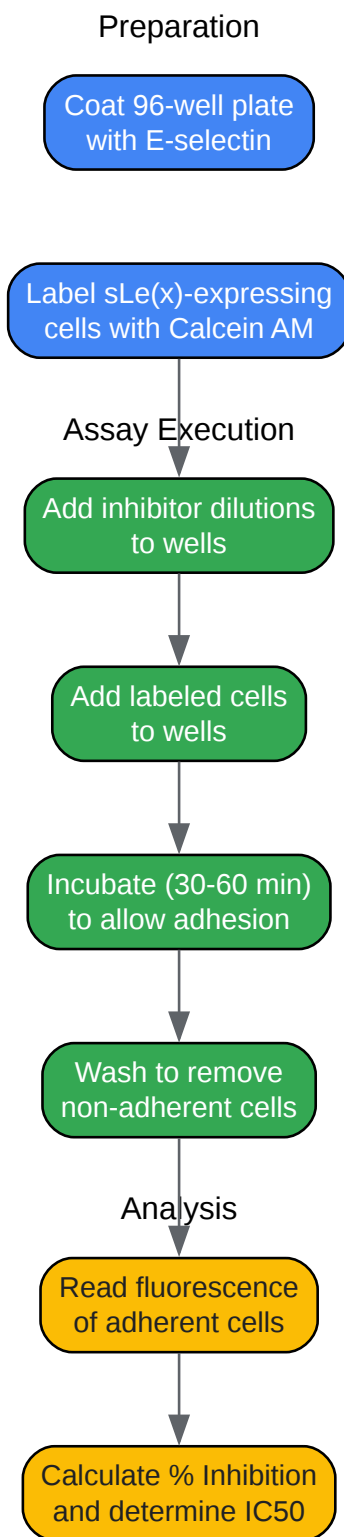 Preparation
Coat 96-well plate
with E-selectin
Label sLe(x)-expressing
cells with Calcein AM
Assay Execution
Add inhibitor dilutions
to wells
Add labeled cells
to wells
Incubate (30-60 min)
to allow adhesion
Wash to remove
non-adherent cells
Analysis
Read fluorescence
of adherent cells
Calculate % Inhibition
and determine IC50